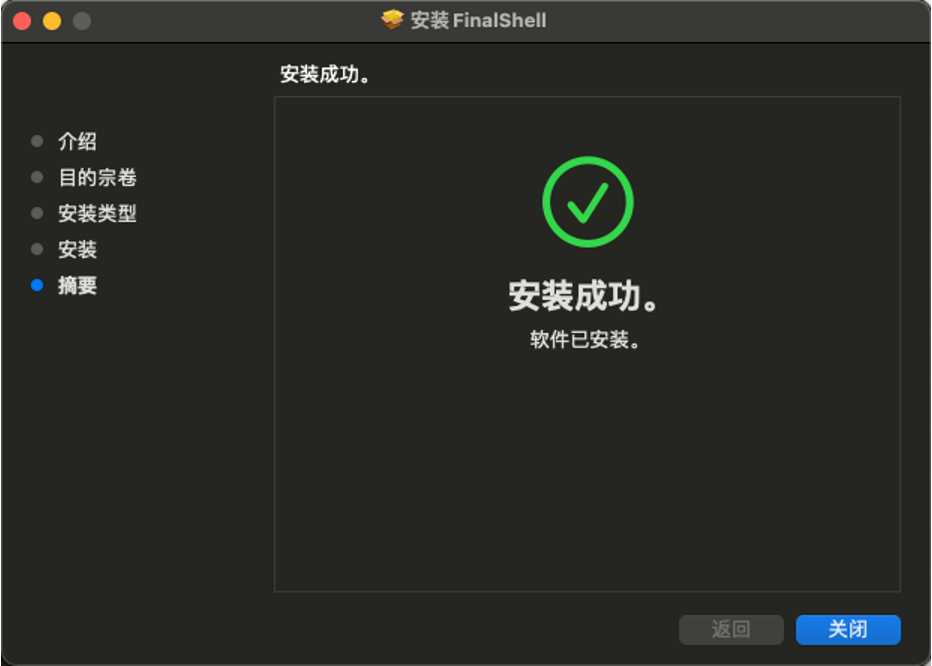 安装 FinalShell
安装成功。
介绍
目的宗卷
安装类型
安装
摘要
安装成功。
软件已安装。
返回
关闭